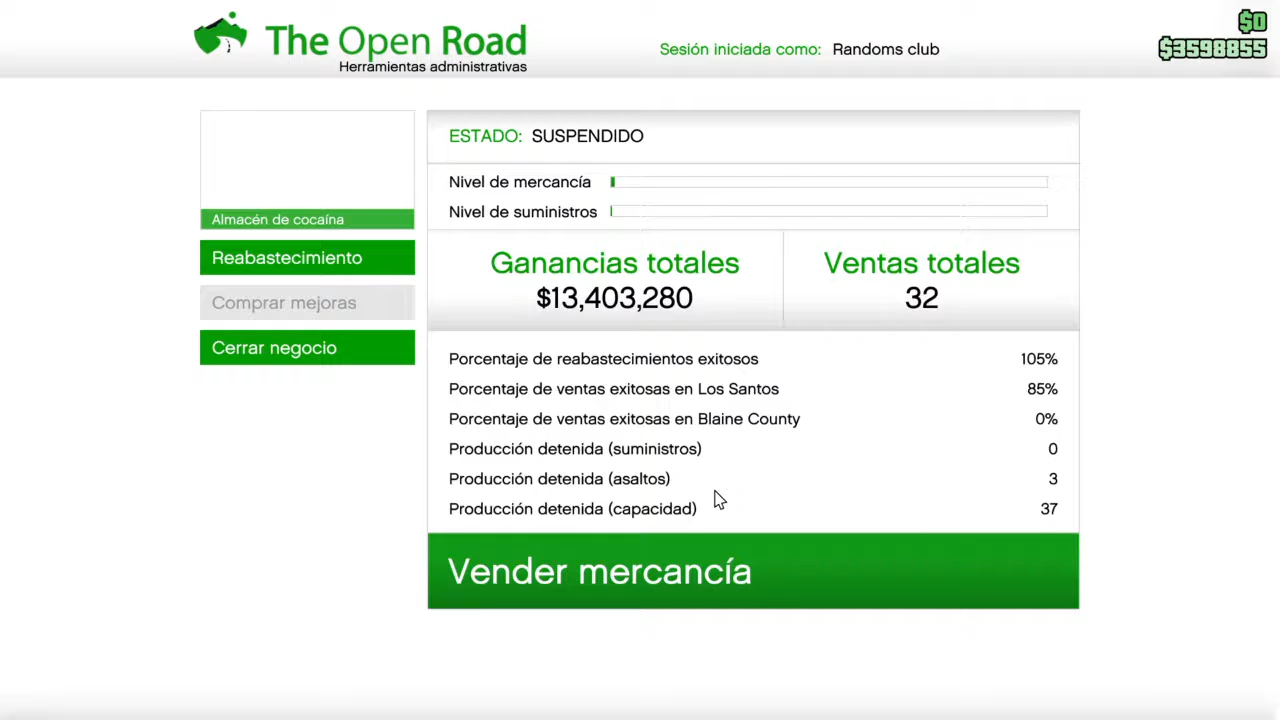 The Open Road
Herramientas administrativas
Sesión iniciada como: Randoms club
$0
$3598855
Almacén de cocaína
Reabastecimiento
Comprar mejoras
Cerrar negocio
ESTADO: SUSPENDIDO
Nivel de mercancía
Nivel de suministros
Ganancias totales
$13,403,280
Ventas totales
32
Porcentaje de reabastecimientos exitosos 105%
Porcentaje de ventas exitosas en Los Santos 85%
Porcentaje de ventas exitosas en Blaine County 0%
Producción detenida (suministros) 0
Producción detenida (asaltos) 3
Producción detenida (capacidad) 37
Vender mercancía